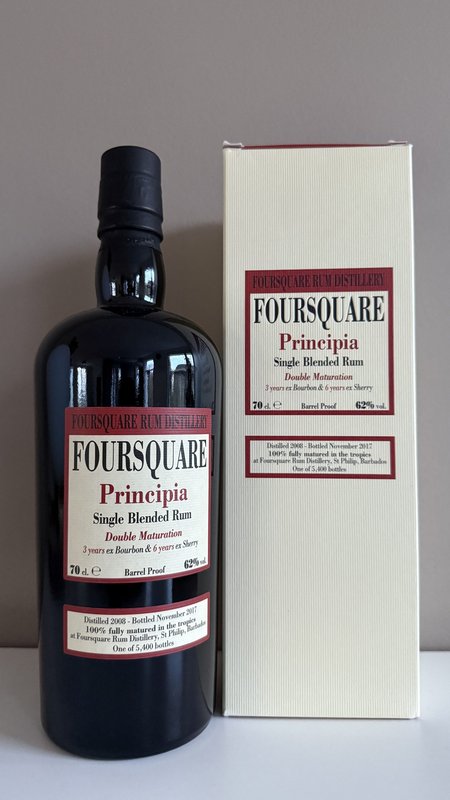 FOURSQUARE RUM DISTILLERY
FOURSQUARE
Principia
Single Blended Rum
Double Maturation
3 years ex Bourbon & 6 years ex Sherry
70 cl. ℮ Barrel Proof 62% vol.
Distilled 2008 - Bottled November 2017
100% fully matured in the tropics
at Foursquare Rum Distillery, St Philip, Barbados
One of 5,400 bottles
FOURSQUARE RUM DISTILLERY
FOURSQUARE
Principia
Single Blended Rum
Double Maturation
3 years ex Bourbon & 6 years ex Sherry
70 cl. ℮ Barrel Proof 62% vol.
Distilled 2008 - Bottled November 2017
100% fully matured in the tropics
at Foursquare Rum Distillery, St Philip, Barbados
One of 5,400 bottles